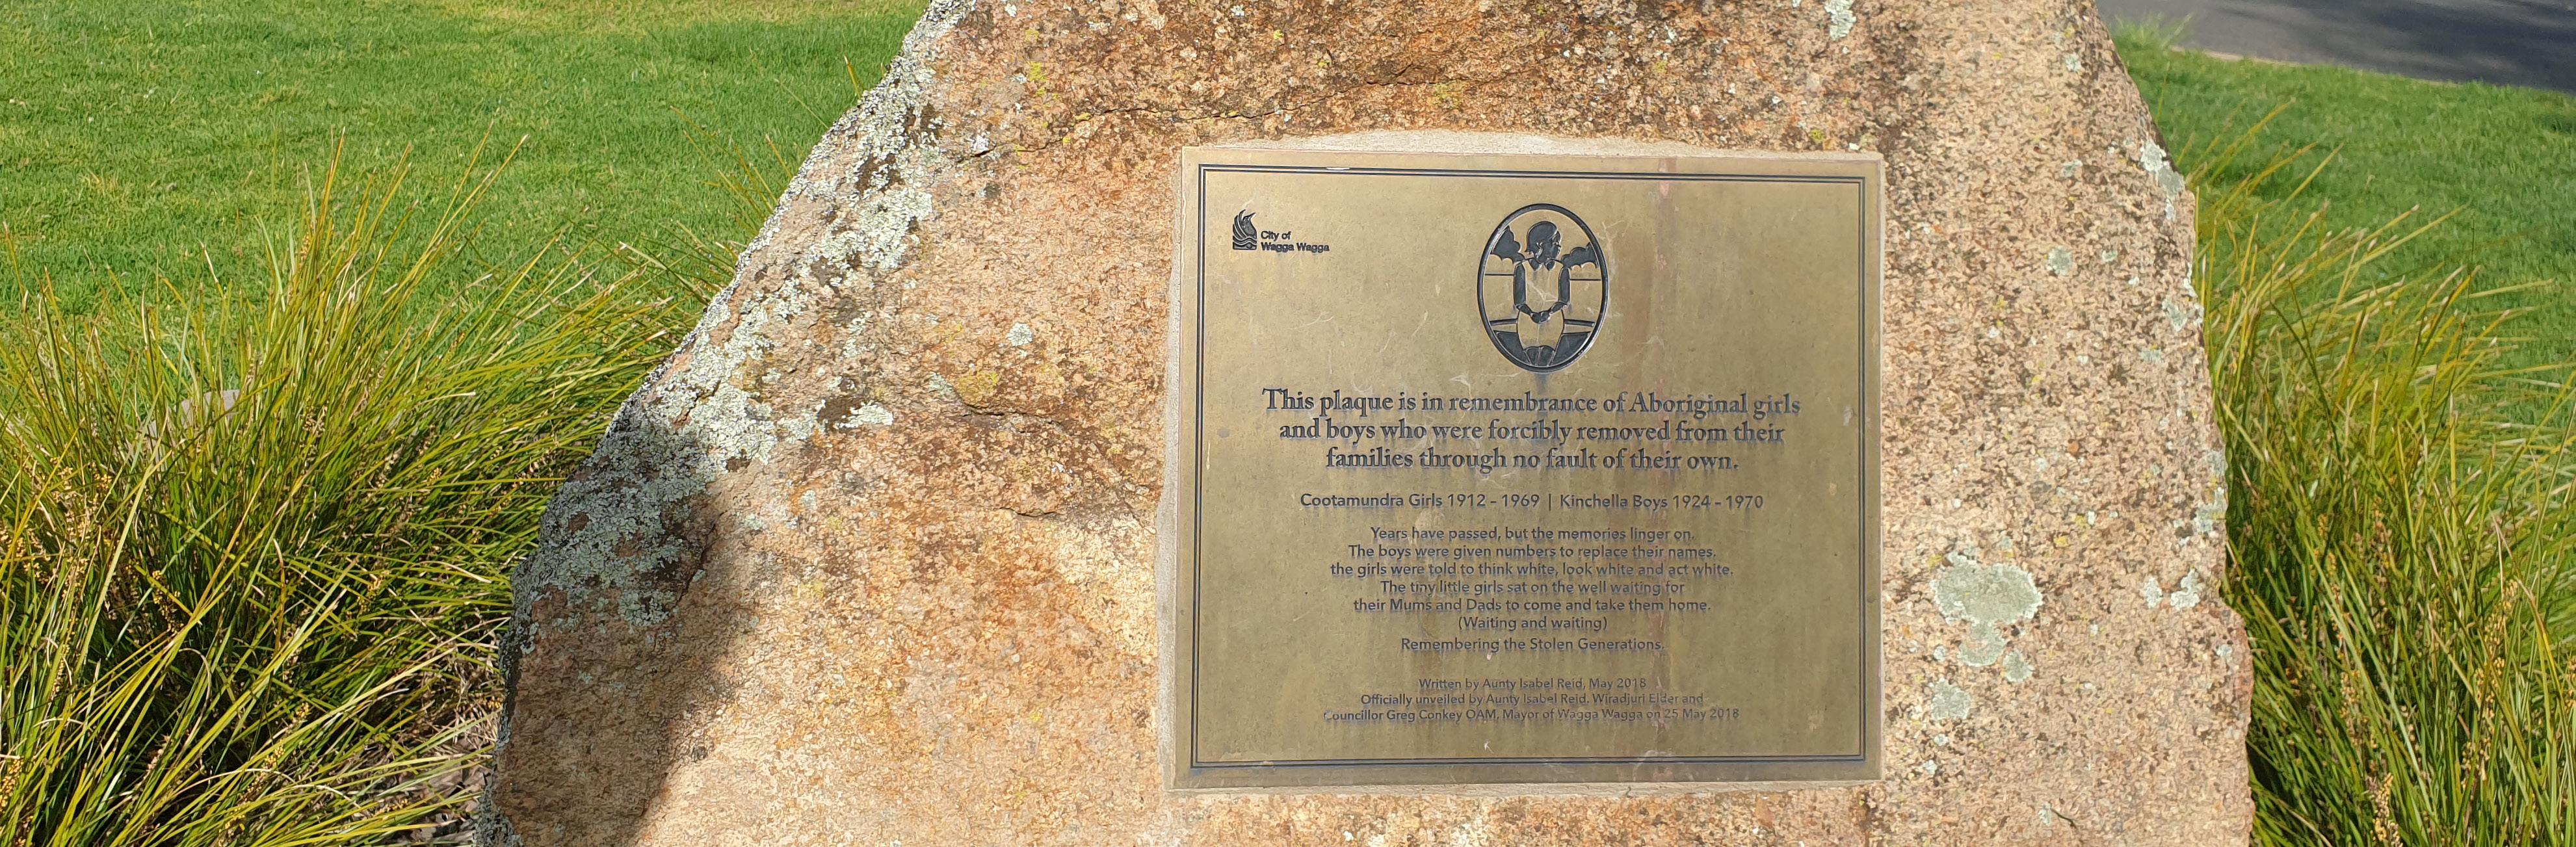 City of
Wagga Wagga
This plaque is in remembrance of Aboriginal girls
and boys who were forcibly removed from their
families through no fault of their own.
Cootamundra Girls 1912 - 1969 | Kinchella Boys 1924 - 1970
Years have passed, but the memories linger on.
The boys were given numbers to replace their names,
the girls were told to think white, look white and act white.
The tiny little girls sat on the well waiting for
their Mums and Dads to come and take them home.
(Waiting and waiting)
Remembering the Stolen Generations.
Written by Aunty Isabel Reid, May 2018
Officially unveiled by Aunty Isabel Reid, Wiradjuri Elder and
Councillor Greg Conkey OAM, Mayor of Wagga Wagga on 25 May 2018